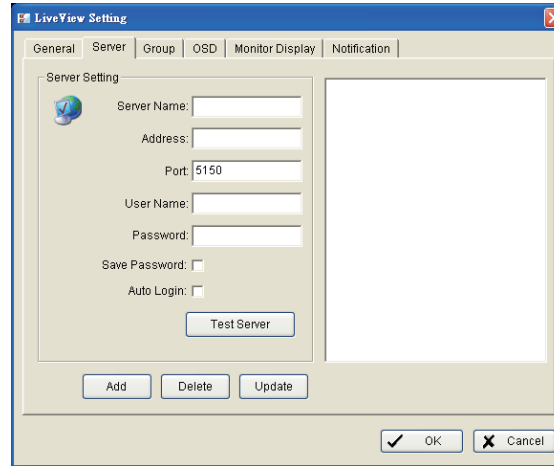 LiveView Setting
General Server Group OSD Monitor Display Notification
Server Setting
Server Name:
Address:
Port: 5150
User Name:
Password:
Save Password:
Auto Login:
Test Server
Add Delete Update
OK Cancel